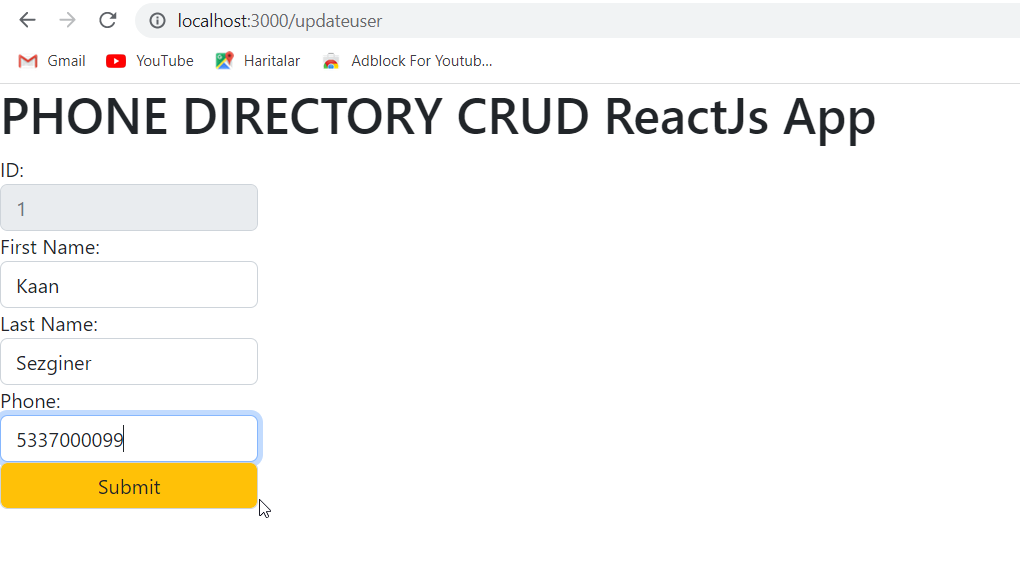 localhost:3000/updateuser
Gmail YouTube Haritalar Adblock For Youtub...
PHONE DIRECTORY CRUD ReactJs App
ID:
1
First Name:
Kaan
Last Name:
Sezginer
Phone:
5337000099
Submit